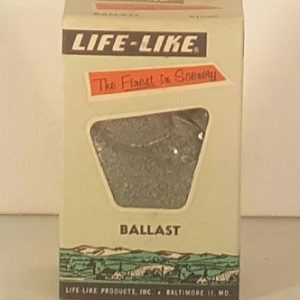 LIFE-LIKE®
The Finest in Scenery
BALLAST
LIFE-LIKE PRODUCTS, INC. • BALTIMORE 11, MD.